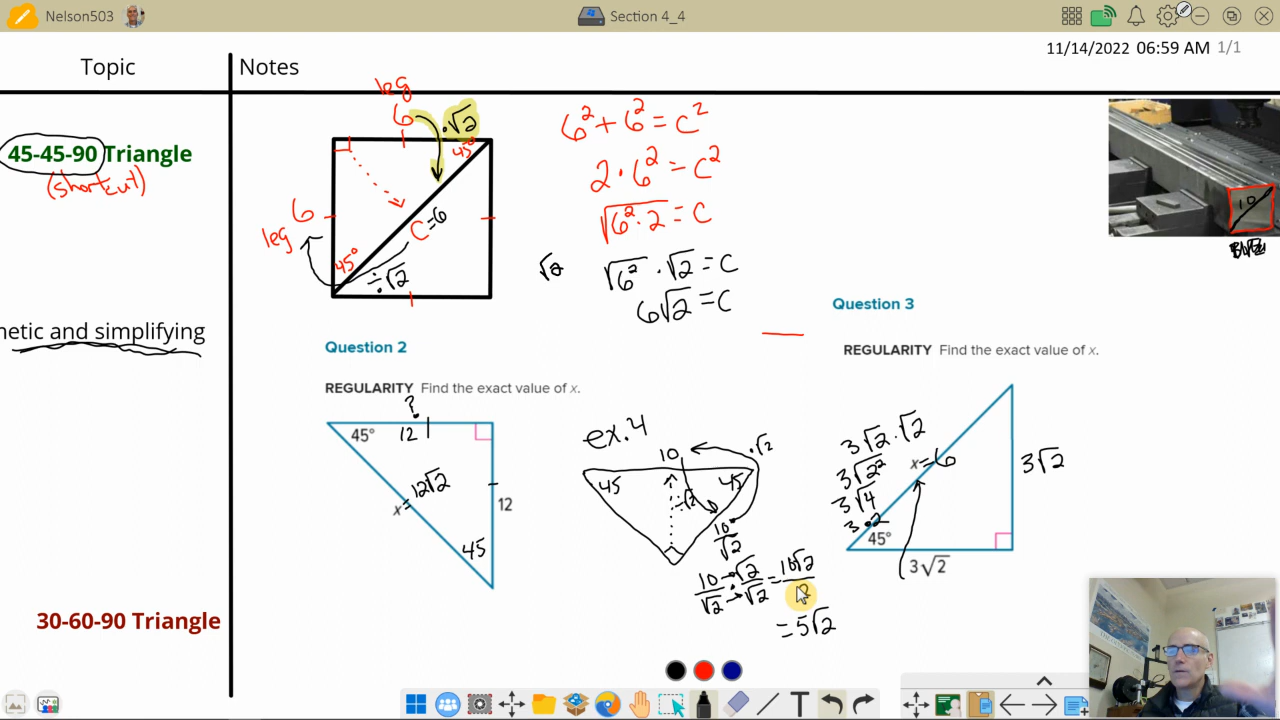 Nelson503
Section 4_4
11/14/2022 06:59 AM 1/1
Topic
Notes
45-45-90 Triangle
(shortcut)
netic and simplifying
30-60-90 Triangle
leg
6
·√2
45°
6
leg
C=6
45°
÷√2
6² + 6² = C²
2·6² = C²
√6²·2 = C
√2
√6² · √2 = C
6√2 = C
10
Question 2
REGULARITY Find the exact value of x.
?
45°
12
12√2
x=
12
45
ex.4
10
·√2
45
45
÷√2
10
√2
10 · √2 = 10√2
√2 √2 2
= 5√2
Question 3
REGULARITY Find the exact value of x.
3√2·√2
3√2²
3√4
3·2
x=6
3√2
45°
3√2